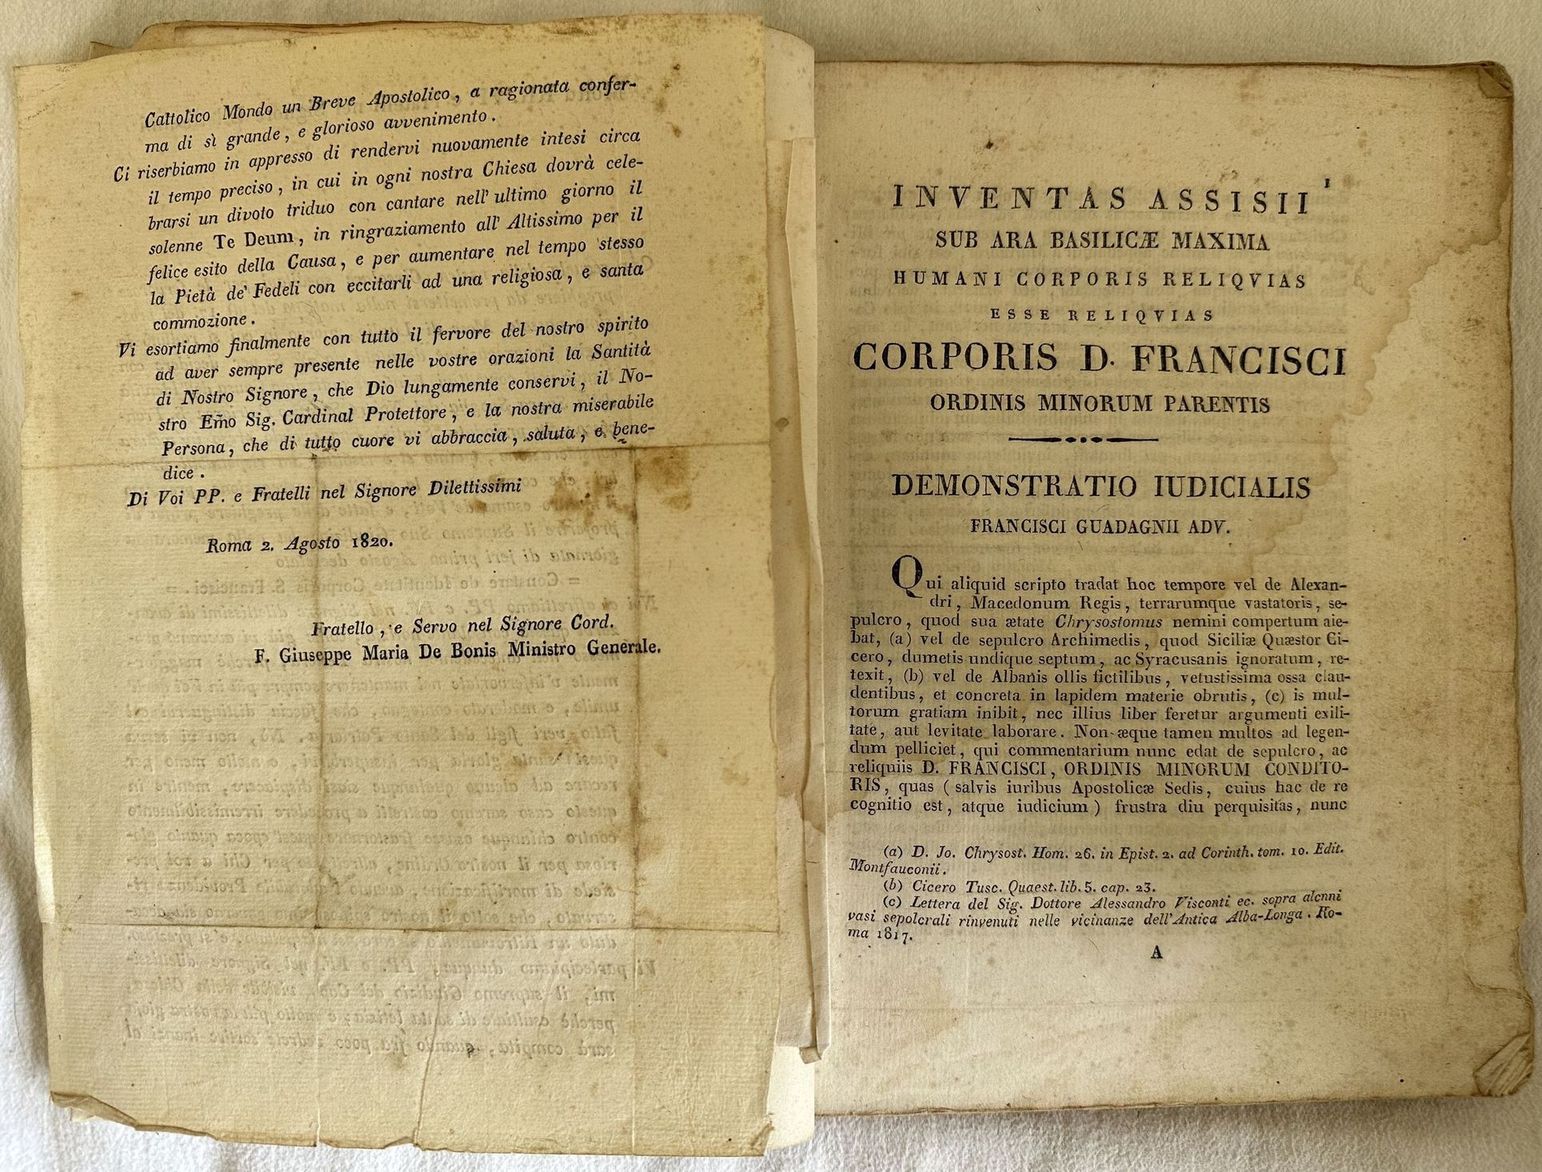 Cattolico Mondo un Breve Apostolico, a ragionata confer-
ma di sì grande, e glorioso avvenimento.
Ci riserbiamo in appresso di rendervi nuovamente intesi circa
il tempo preciso, in cui in ogni nostra Chiesa dovrà cele-
brarsi un divoto triduo con cantare nell' ultimo giorno il
solenne Te Deum, in ringraziamento all' Altissimo per il
felice esito della Causa, e per aumentare nel tempo stesso
la Pietà de' Fedeli con eccitarli ad una religiosa, e santa
commozione.
Vi esortiamo finalmente con tutto il fervore del nostro spirito
ad aver sempre presente nelle vostre orazioni la Santità
di Nostro Signore, che Dio lungamente conservi, il No-
stro Em̃o Sig. Cardinal Protettore, e la nostra miserabile
Persona, che di tutto cuore vi abbraccia, saluta, e bene-
dice.
Di Voi PP. e Fratelli nel Signore Dilettissimi
Roma 2. Agosto 1820.
Fratello, e Servo nel Signore Cord.
F. Giuseppe Maria De Bonis Ministro Generale.
1
INVENTAS ASSISII
SUB ARA BASILICÆ MAXIMA
HUMANI CORPORIS RELIQVIAS
ESSE RELIQVIAS
CORPORIS D. FRANCISCI
ORDINIS MINORUM PARENTIS
DEMONSTRATIO IUDICIALIS
FRANCISCI GUADAGNII ADV.
Qui aliquid scripto tradat hoc tempore vel de Alexan-
dri, Macedonum Regis, terrarumque vastatoris, se-
pulcro, quod sua ætate Chrysostomus nemini compertum aie-
bat, (a) vel de sepulcro Archimedis, quod Siciliæ Quæstor Ci-
cero, dumetis undique septum, ac Syracusanis ignoratum, re-
texit, (b) vel de Albanis ollis fictilibus, vetustissima ossa clau-
dentibus, et concreta in lapidem materie obrutis, (c) is mul-
torum gratiam inibit, nec illius liber feretur argumenti exili-
tate, aut levitate laborare. Non æque tamen multos ad legen-
dum pelliciet, qui commentarium nunc edat de sepulcro, ac
reliquiis D. FRANCISCI, ORDINIS MINORUM CONDITO-
RIS, quas (salvis iuribus Apostolicæ Sedis, cuius hac de re
cognitio est, atque iudicium) frustra diu perquisitas, nunc
(a) D. Jo. Chrysost. Hom. 26. in Epist. 2. ad Corinth. tom. 10. Edit.
Montfauconii.
(b) Cicero Tusc. Quaest. lib. 5. cap. 23.
(c) Lettera del Sig. Dottore Alessandro Visconti ec. sopra alcuni
vasi sepolcrali rinvenuti nelle vicinanze dell'Antica Alba-Longa. Ro-
ma 1817.
A